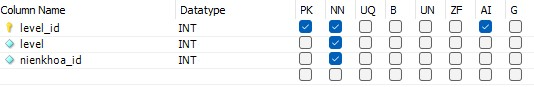 Column Name Datatype PK NN UQ B UN ZF AI G
level_id INT
level INT
nienkhoa_id INT